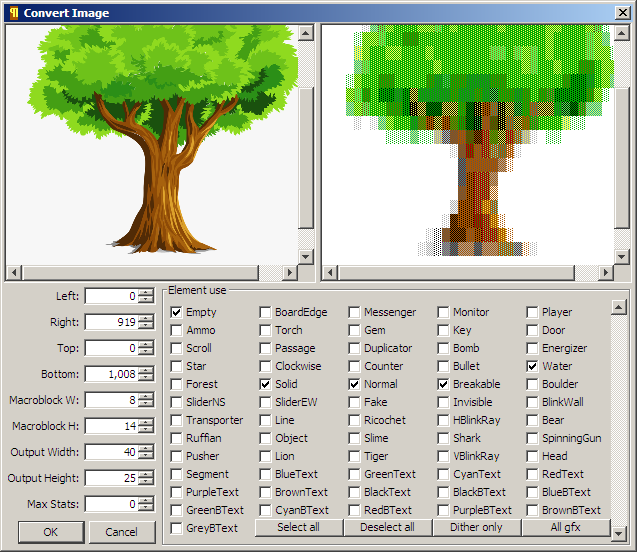 Convert Image
Element use
Left: 0
Right: 919
Top: 0
Bottom: 1,008
Macroblock W: 8
Macroblock H: 14
Output Width: 40
Output Height: 25
Max Stats: 0
OK Cancel
Empty BoardEdge Messenger Monitor Player
Ammo Torch Gem Key Door
Scroll Passage Duplicator Bomb Energizer
Star Clockwise Counter Bullet Water
Forest Solid Normal Breakable Boulder
SliderNS SliderEW Fake Invisible BlinkWall
Transporter Line Ricochet HBlinkRay Bear
Ruffian Object Slime Shark SpinningGun
Pusher Lion Tiger VBlinkRay Head
Segment BlueText GreenText CyanText RedText
PurpleText BrownText BlackText BlackBText BlueBText
GreenBText CyanBText RedBText PurpleBText BrownBText
GreyBText Select all Deselect all Dither only All gfx